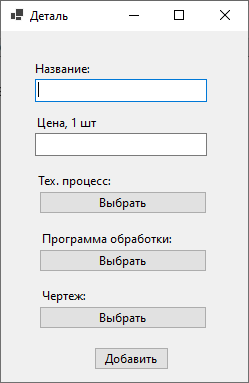 Деталь
Название:
Цена, 1 шт
Тех. процесс:
Выбрать
Программа обработки:
Выбрать
Чертеж:
Выбрать
Добавить